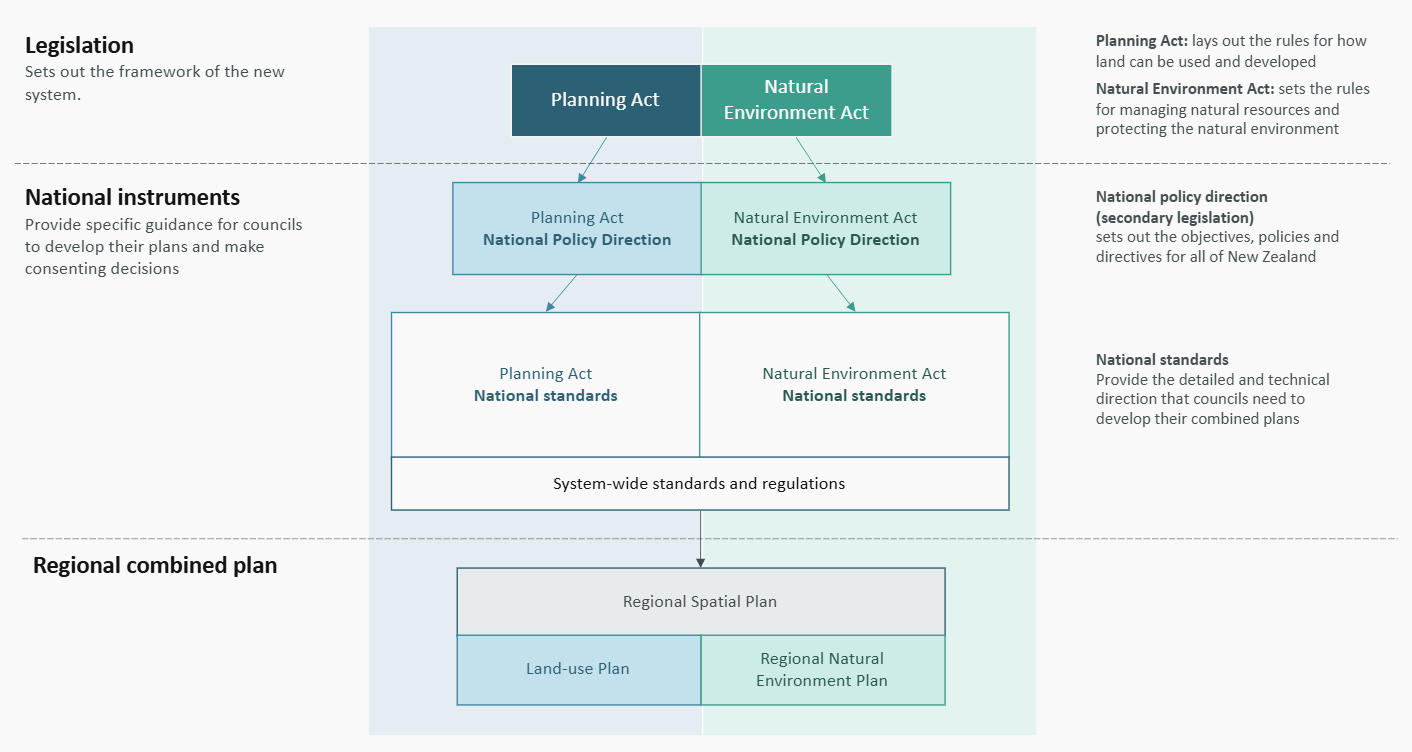 Legislation
Sets out the framework of the new
system.
Planning Act
Natural
Environment Act
Planning Act: lays out the rules for how
land can be used and developed
Natural Environment Act: sets the rules
for managing natural resources and
protecting the natural environment
National instruments
Provide specific guidance for councils
to develop their plans and make
consenting decisions
Planning Act
National Policy Direction
Natural Environment Act
National Policy Direction
National policy direction
(secondary legislation)
sets out the objectives, policies and
directives for all of New Zealand
Planning Act
National standards
Natural Environment Act
National standards
National standards
Provide the detailed and technical
direction that councils need to
develop their combined plans
System-wide standards and regulations
Regional combined plan
Regional Spatial Plan
Land-use Plan
Regional Natural
Environment Plan